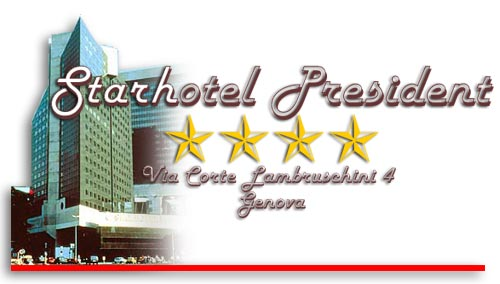 Starhotel President
Via Corte Lambruschini 4
Genova